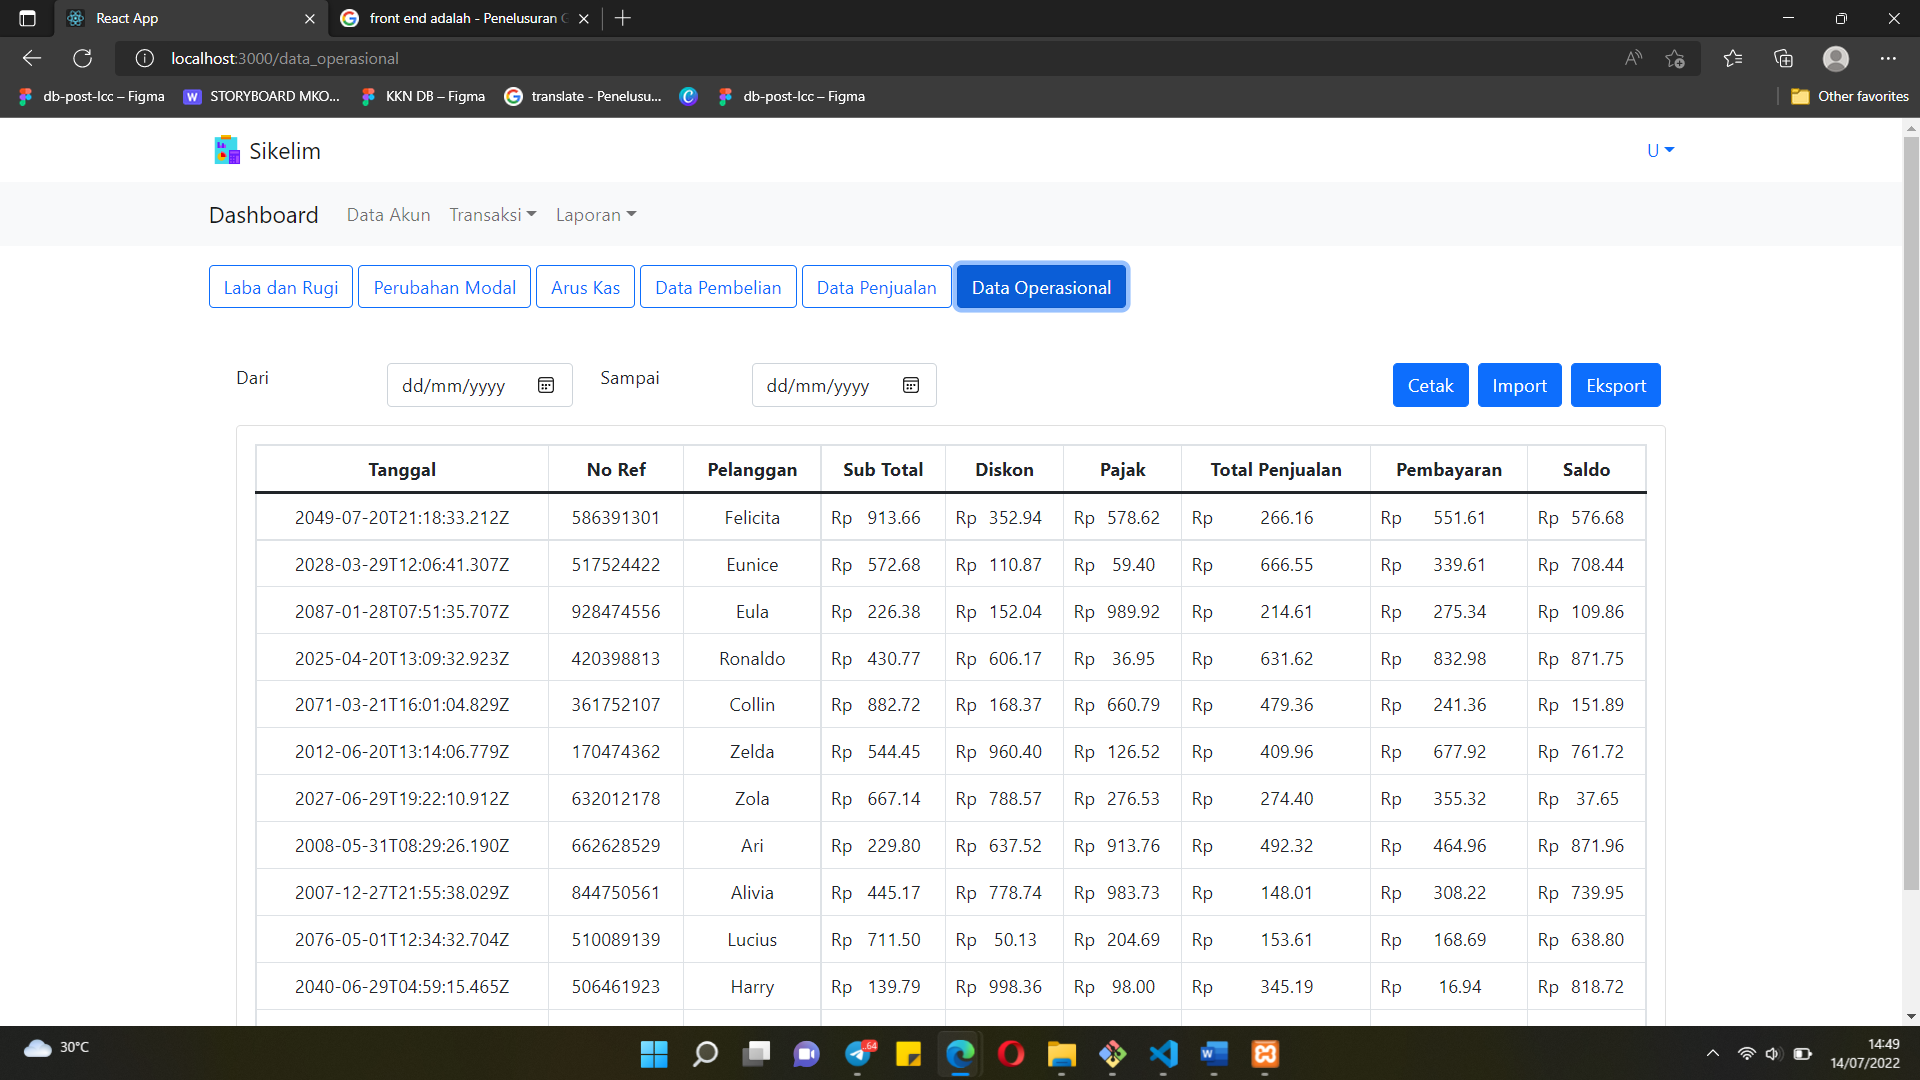 React App
front end adalah - Penelusuran G
localhost:3000/data_operasional
db-post-lcc – Figma
STORYBOARD MKO...
KKN DB – Figma
translate - Penelusu...
db-post-lcc – Figma
Other favorites
Sikelim
U
Dashboard Data Akun Transaksi Laporan
Laba dan Rugi Perubahan Modal Arus Kas Data Pembelian Data Penjualan Data Operasional
Dari dd/mm/yyyy Sampai dd/mm/yyyy Cetak Import Eksport
Tanggal No Ref Pelanggan Sub Total Diskon Pajak Total Penjualan Pembayaran Saldo
2049-07-20T21:18:33.212Z 586391301 Felicita Rp 913.66 Rp 352.94 Rp 578.62 Rp 266.16 Rp 551.61 Rp 576.68
2028-03-29T12:06:41.307Z 517524422 Eunice Rp 572.68 Rp 110.87 Rp 59.40 Rp 666.55 Rp 339.61 Rp 708.44
2087-01-28T07:51:35.707Z 928474556 Eula Rp 226.38 Rp 152.04 Rp 989.92 Rp 214.61 Rp 275.34 Rp 109.86
2025-04-20T13:09:32.923Z 420398813 Ronaldo Rp 430.77 Rp 606.17 Rp 36.95 Rp 631.62 Rp 832.98 Rp 871.75
2071-03-21T16:01:04.829Z 361752107 Collin Rp 882.72 Rp 168.37 Rp 660.79 Rp 479.36 Rp 241.36 Rp 151.89
2012-06-20T13:14:06.779Z 170474362 Zelda Rp 544.45 Rp 960.40 Rp 126.52 Rp 409.96 Rp 677.92 Rp 761.72
2027-06-29T19:22:10.912Z 632012178 Zola Rp 667.14 Rp 788.57 Rp 276.53 Rp 274.40 Rp 355.32 Rp 37.65
2008-05-31T08:29:26.190Z 662628529 Ari Rp 229.80 Rp 637.52 Rp 913.76 Rp 492.32 Rp 464.96 Rp 871.96
2007-12-27T21:55:38.029Z 844750561 Alivia Rp 445.17 Rp 778.74 Rp 983.73 Rp 148.01 Rp 308.22 Rp 739.95
2076-05-01T12:34:32.704Z 510089139 Lucius Rp 711.50 Rp 50.13 Rp 204.69 Rp 153.61 Rp 168.69 Rp 638.80
2040-06-29T04:59:15.465Z 506461923 Harry Rp 139.79 Rp 998.36 Rp 98.00 Rp 345.19 Rp 16.94 Rp 818.72
30°C
64
14:49
14/07/2022